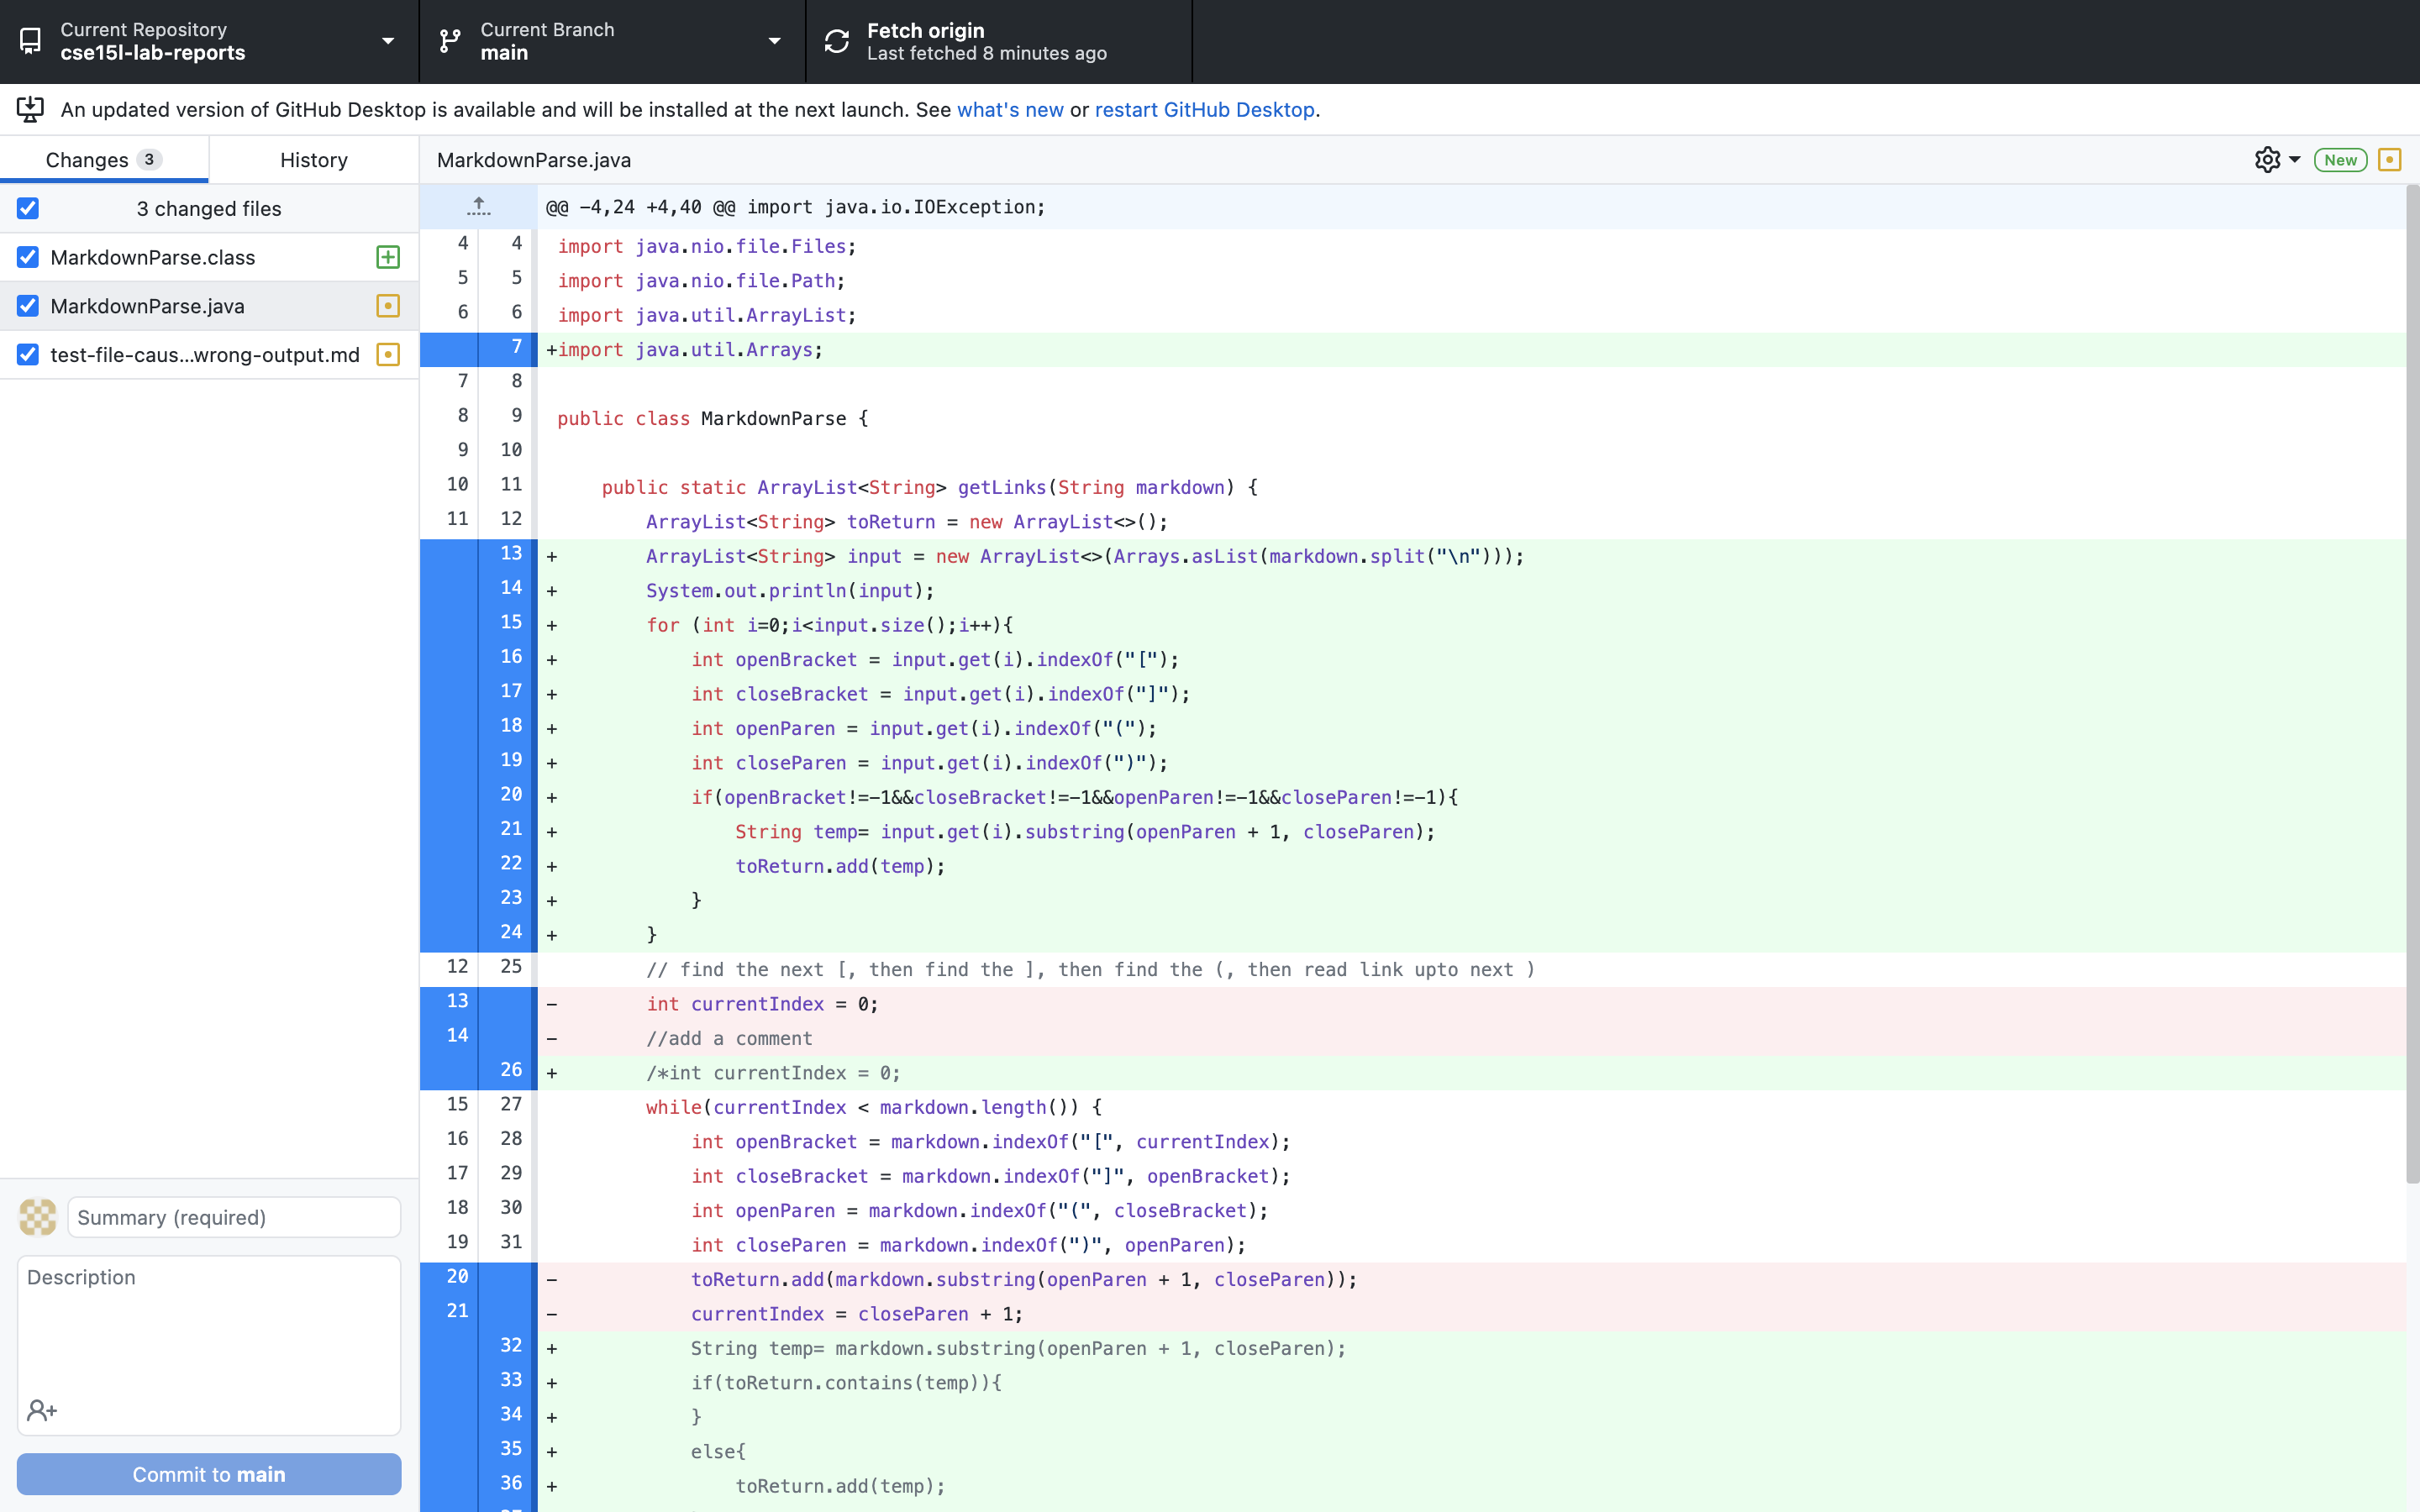 Current Repository
cse15l-lab-reports
Current Branch
main
Fetch origin
Last fetched 8 minutes ago
An updated version of GitHub Desktop is available and will be installed at the next launch. See what's new or restart GitHub Desktop.
Changes 3
History
MarkdownParse.java
New
3 changed files
MarkdownParse.class
MarkdownParse.java
test-file-caus...wrong-output.md
Summary (required)
Description
Commit to main
@@ -4,24 +4,40 @@ import java.io.IOException;
4 4 import java.nio.file.Files;
5 5 import java.nio.file.Path;
6 6 import java.util.ArrayList;
7 +import java.util.Arrays;
7 8
8 9 public class MarkdownParse {
9 10
10 11 public static ArrayList<String> getLinks(String markdown) {
11 12 ArrayList<String> toReturn = new ArrayList<>();
13 + ArrayList<String> input = new ArrayList<>(Arrays.asList(markdown.split("\n")));
14 + System.out.println(input);
15 + for (int i=0;i<input.size();i++){
16 + int openBracket = input.get(i).indexOf("[");
17 + int closeBracket = input.get(i).indexOf("]");
18 + int openParen = input.get(i).indexOf("(");
19 + int closeParen = input.get(i).indexOf(")");
20 + if(openBracket!=-1&&closeBracket!=-1&&openParen!=-1&&closeParen!=-1){
21 + String temp= input.get(i).substring(openParen + 1, closeParen);
22 + toReturn.add(temp);
23 + }
24 + }
12 25 // find the next [, then find the ], then find the (, then read link upto next )
13 - int currentIndex = 0;
14 - //add a comment
26 + /*int currentIndex = 0;
15 27 while(currentIndex < markdown.length()) {
16 28 int openBracket = markdown.indexOf("[", currentIndex);
17 29 int closeBracket = markdown.indexOf("]", openBracket);
18 30 int openParen = markdown.indexOf("(", closeBracket);
19 31 int closeParen = markdown.indexOf(")", openParen);
20 - toReturn.add(markdown.substring(openParen + 1, closeParen));
21 - currentIndex = closeParen + 1;
32 + String temp= markdown.substring(openParen + 1, closeParen);
33 + if(toReturn.contains(temp)){
34 + }
35 + else{
36 + toReturn.add(temp);